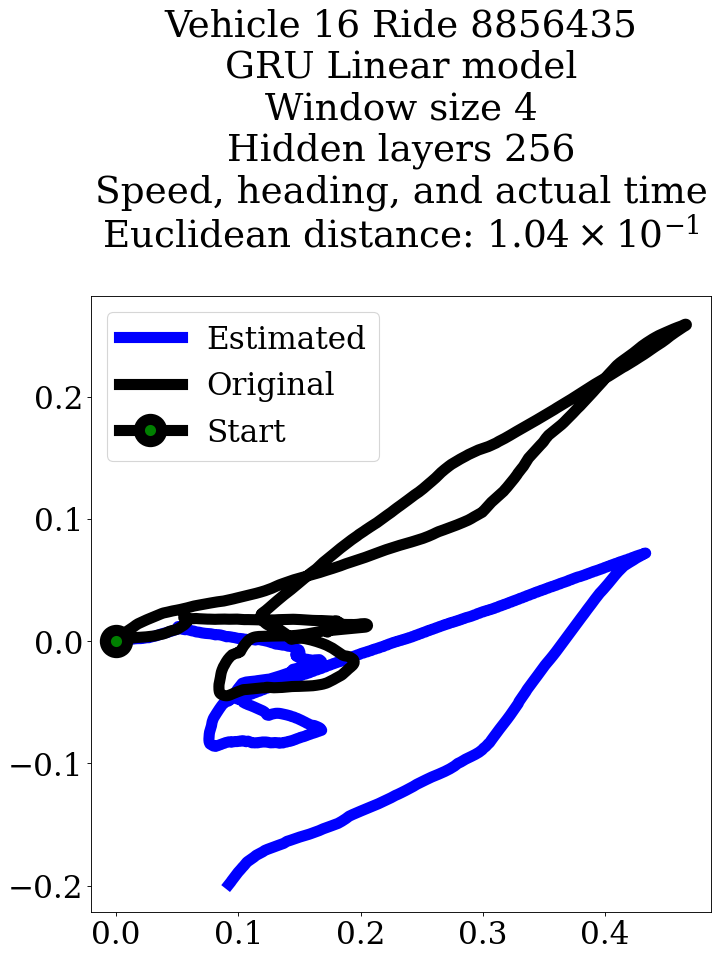 Vehicle 16 Ride 8856435
GRU Linear model
Window size 4
Hidden layers 256
Speed, heading, and actual time
Euclidean distance: 1.04 × 10⁻¹
Estimated
Original
Start
0.2
0.1
0.0
−0.1
−0.2
0.0 0.1 0.2 0.3 0.4